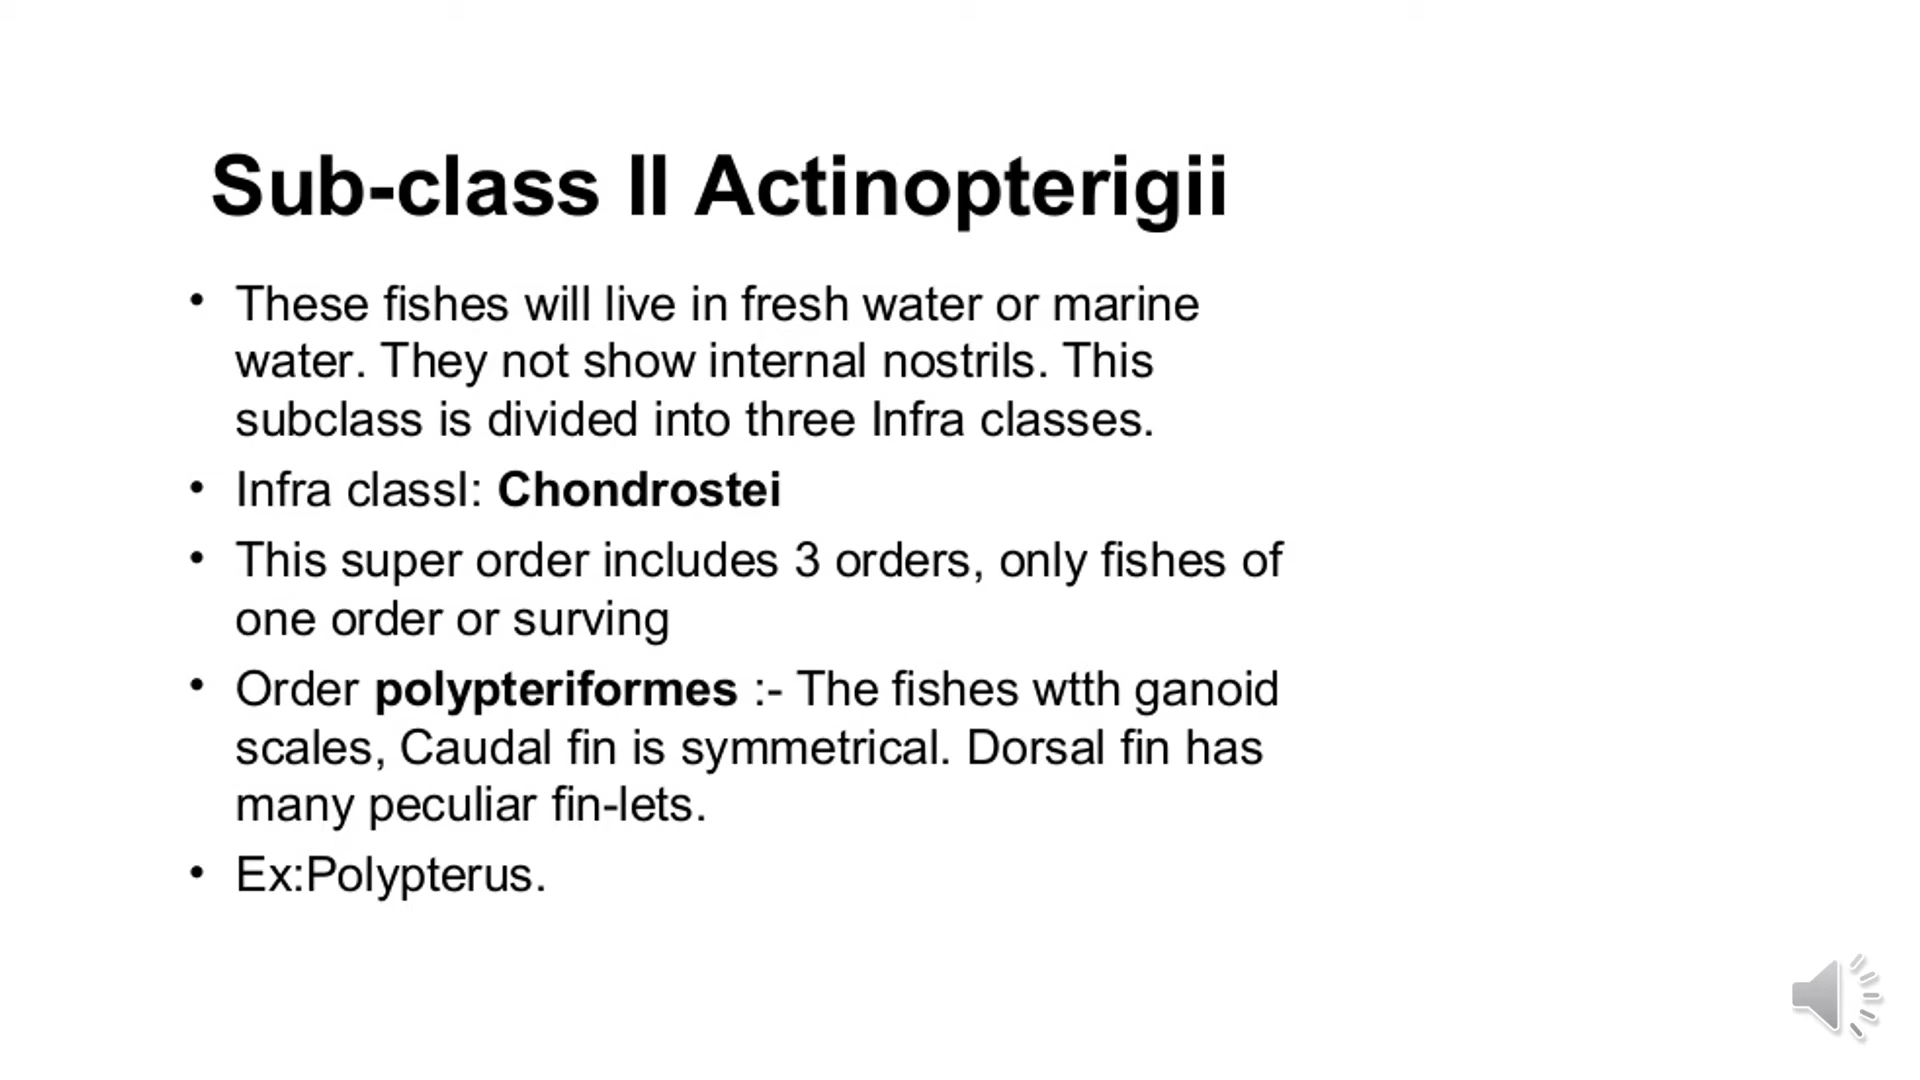 Sub-class II Actinopterigii
• These fishes will live in fresh water or marine
water. They not show internal nostrils. This
subclass is divided into three Infra classes.
• Infra classI: Chondrostei
• This super order includes 3 orders, only fishes of
one order or surving
• Order polypteriformes :- The fishes wtth ganoid
scales, Caudal fin is symmetrical. Dorsal fin has
many peculiar fin-lets.
• Ex:Polypterus.